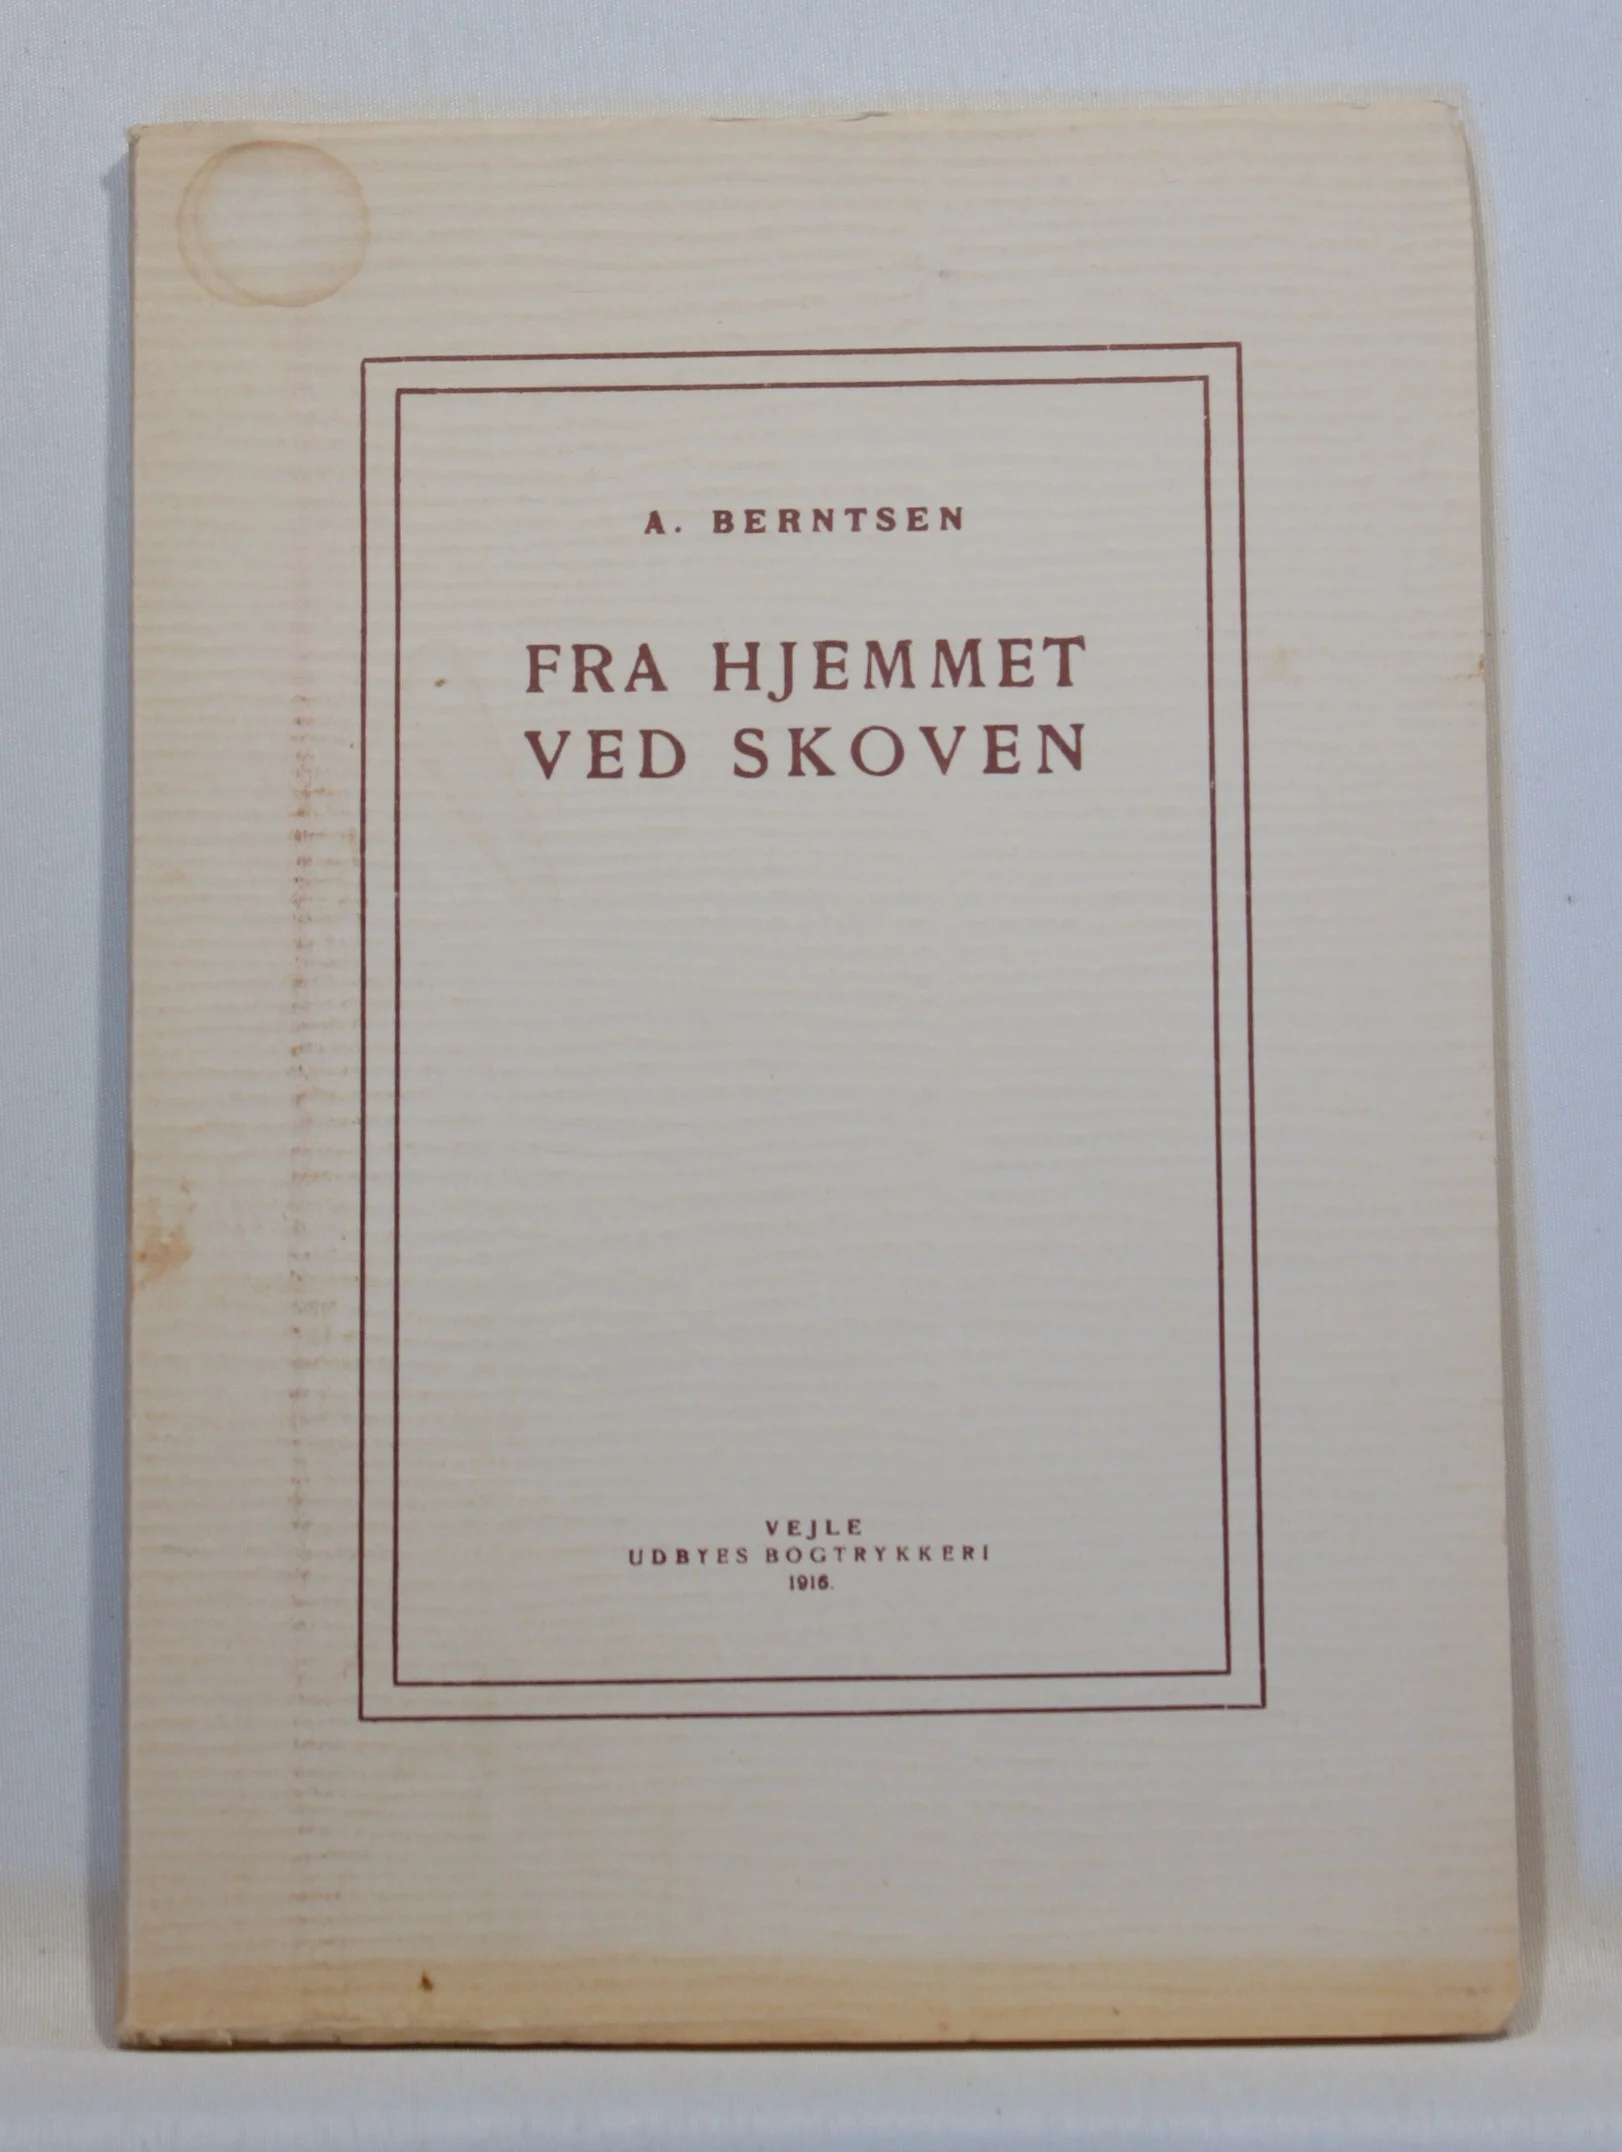 A. BERNTSEN
FRA HJEMMET
VED SKOVEN
VEJLE
UDBYES BOGTRYKKERI
1916.